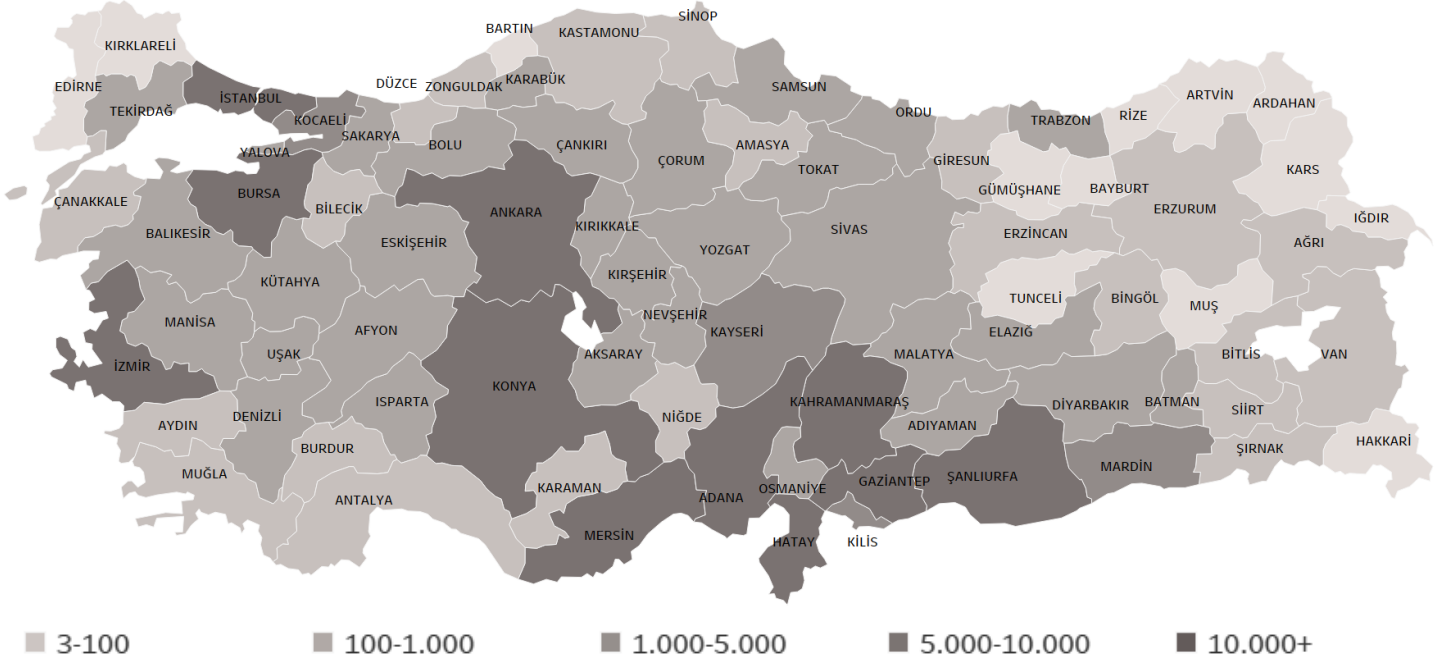 SİNOP
BARTIN
KASTAMONU
KIRKLARELİ
EDİRNE
DÜZCE
ZONGULDAK
KARABÜK
SAMSUN
ARTVİN
ARDAHAN
İSTANBUL
TEKİRDAĞ
KOCAELİ
ORDU
TRABZON
RİZE
SAKARYA
BOLU
ÇANKIRI
AMASYA
YALOVA
ÇORUM
TOKAT
GİRESUN
KARS
GÜMÜŞHANE
BAYBURT
BURSA
ÇANAKKALE
BİLECİK
ANKARA
ERZURUM
IĞDIR
KIRIKKALE
SİVAS
BALIKESİR
ERZİNCAN
ESKİŞEHİR
YOZGAT
AĞRI
KIRŞEHİR
KÜTAHYA
TUNCELİ
BİNGÖL
MUŞ
NEVŞEHİR
MANİSA
AFYON
KAYSERİ
ELAZIĞ
UŞAK
AKSARAY
MALATYA
BİTLİS
VAN
İZMİR
KONYA
ISPARTA
KAHRAMANMARAŞ
DİYARBAKIR
BATMAN
SİİRT
DENİZLİ
NİĞDE
AYDIN
ADIYAMAN
HAKKARİ
BURDUR
ŞIRNAK
MARDİN
MUĞLA
ŞANLIURFA
GAZİANTEP
KARAMAN
OSMANİYE
ADANA
ANTALYA
MERSİN
HATAY
KİLİS
3-100
100-1.000
1.000-5.000
5.000-10.000
10.000+